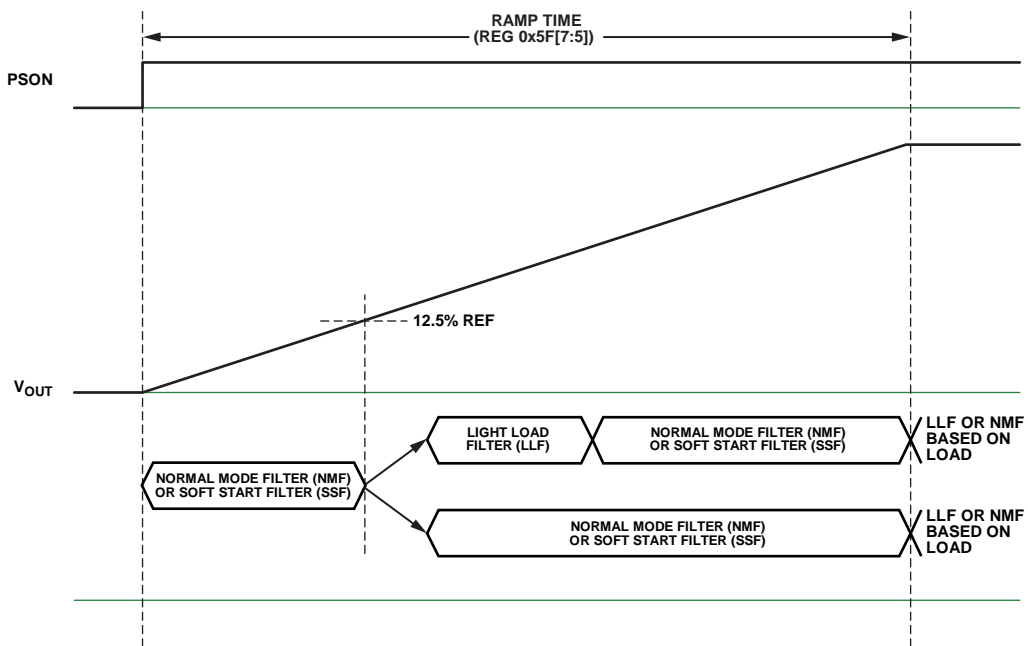 RAMP TIME
(REG 0x5F[7:5])
PSON
12.5% REF
VOUT
LIGHT LOAD
FILTER (LLF)
NORMAL MODE FILTER (NMF)
OR SOFT START FILTER (SSF)
LLF OR NMF
BASED ON
LOAD
NORMAL MODE FILTER (NMF)
OR SOFT START FILTER (SSF)
NORMAL MODE FILTER (NMF)
OR SOFT START FILTER (SSF)
LLF OR NMF
BASED ON
LOAD